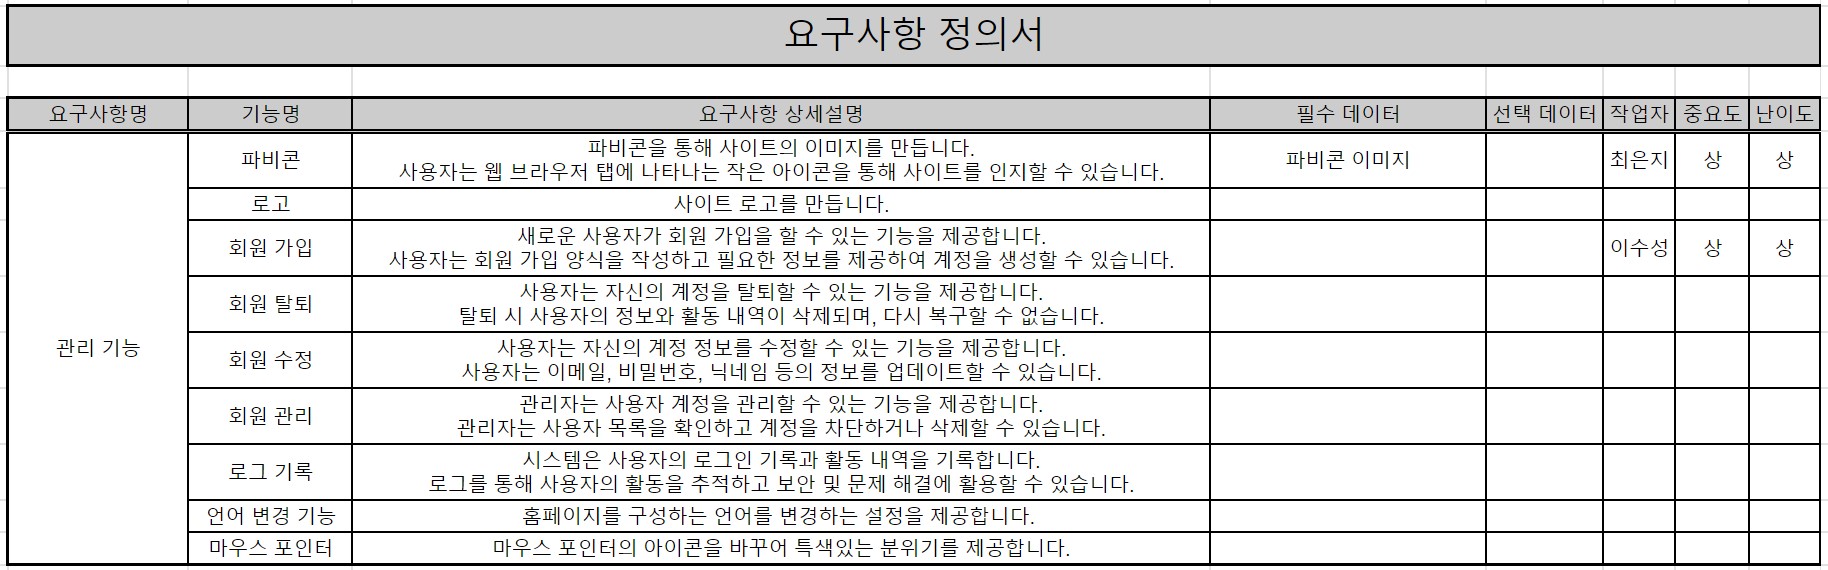 요구사항 정의서
요구사항명 기능명 요구사항 상세설명 필수 데이터 선택 데이터 작업자 중요도 난이도
관리 기능
파비콘
파비콘을 통해 사이트의 이미지를 만듭니다.
사용자는 웹 브라우저 탭에 나타나는 작은 아이콘을 통해 사이트를 인지할 수 있습니다.
파비콘 이미지 최은지 상 상
로고 사이트 로고를 만듭니다.
회원 가입
새로운 사용자가 회원 가입을 할 수 있는 기능을 제공합니다.
사용자는 회원 가입 양식을 작성하고 필요한 정보를 제공하여 계정을 생성할 수 있습니다.
이수성 상 상
회원 탈퇴
사용자는 자신의 계정을 탈퇴할 수 있는 기능을 제공합니다.
탈퇴 시 사용자의 정보와 활동 내역이 삭제되며, 다시 복구할 수 없습니다.
회원 수정
사용자는 자신의 계정 정보를 수정할 수 있는 기능을 제공합니다.
사용자는 이메일, 비밀번호, 닉네임 등의 정보를 업데이트할 수 있습니다.
회원 관리
관리자는 사용자 계정을 관리할 수 있는 기능을 제공합니다.
관리자는 사용자 목록을 확인하고 계정을 차단하거나 삭제할 수 있습니다.
로그 기록
시스템은 사용자의 로그인 기록과 활동 내역을 기록합니다.
로그를 통해 사용자의 활동을 추적하고 보안 및 문제 해결에 활용할 수 있습니다.
언어 변경 기능 홈페이지를 구성하는 언어를 변경하는 설정을 제공합니다.
마우스 포인터 마우스 포인터의 아이콘을 바꾸어 특색있는 분위기를 제공합니다.